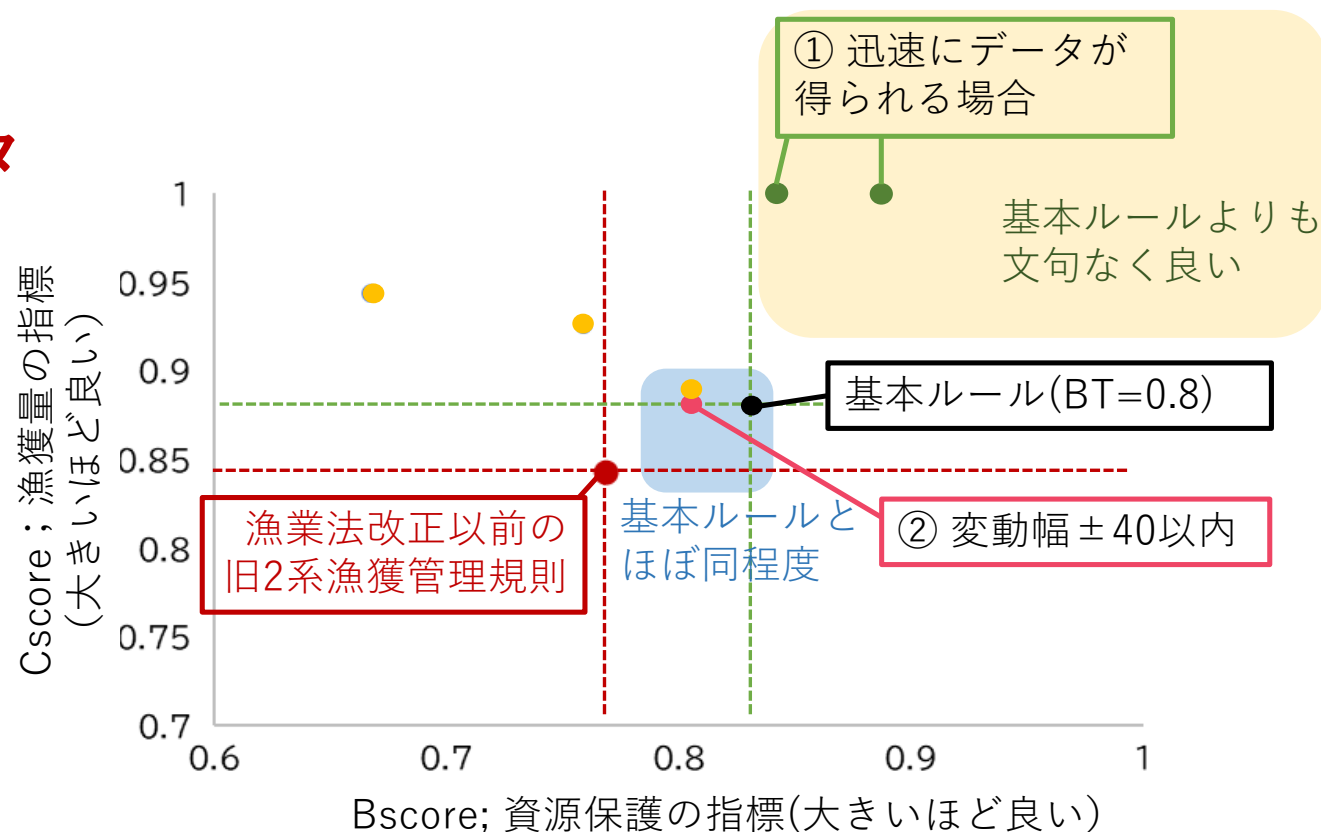 ① 迅速にデータが
得られる場合
タ
基本ルールよりも
文句なく良い
Cscore；漁獲量の指標
(大きいほど良い)
1
0.95
0.9
0.85
0.8
0.75
0.7
基本ルール(BT=0.8)
漁業法改正以前の
旧2系漁獲管理規則
基本ルールと
ほぼ同程度
② 変動幅±40以内
0.6
0.7
0.8
0.9
1
Bscore; 資源保護の指標(大きいほど良い)